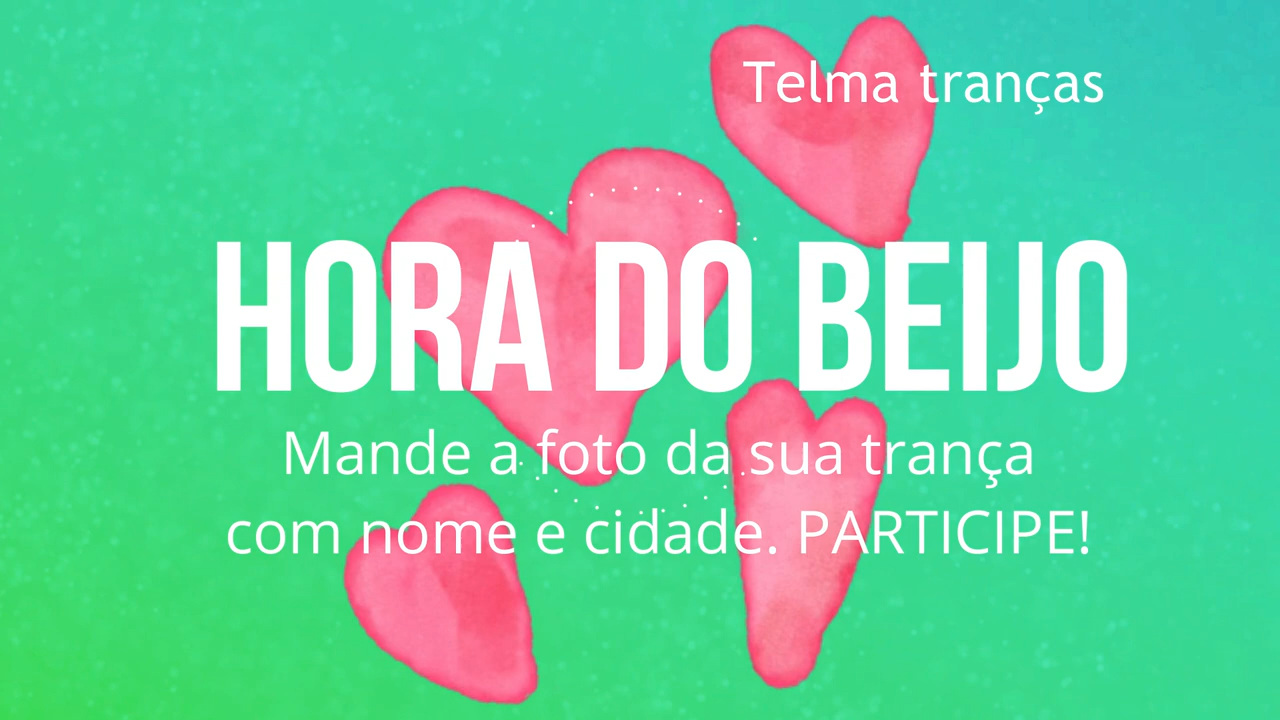 Telma tranças
HORA DO BEIJO
Mande a foto da sua trança
com nome e cidade. PARTICIPE!